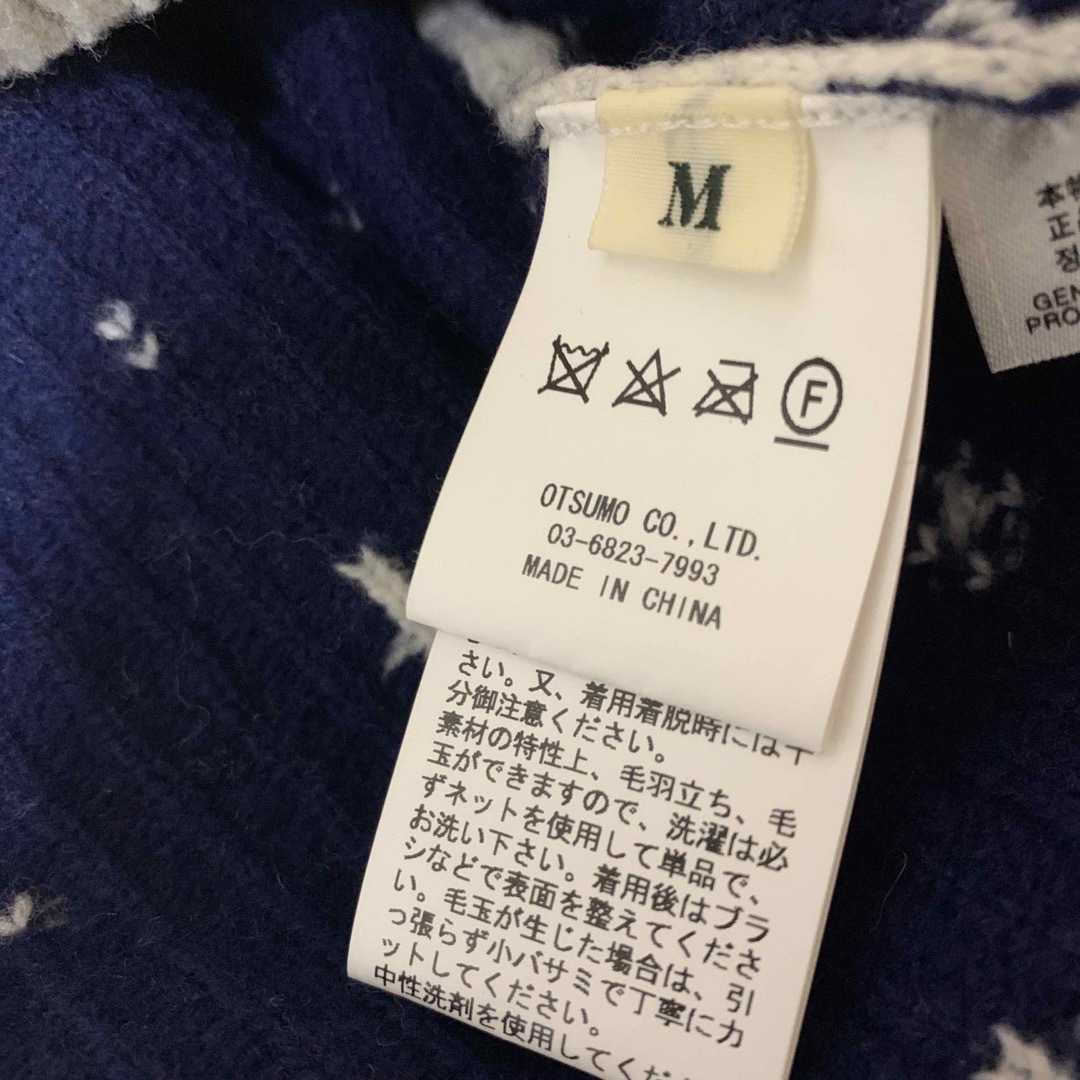 M
F
OTSUMO CO.,LTD.
03-6823-7993
MADE IN CHINA
さい。又、着用着脱時には十
分御注意ください。
素材の特性上、毛羽立ち、毛
玉ができますので、洗濯は必
ずネットを使用して単品で、
お洗い下さい。着用後はブラ
シなどで表面を整えてくださ
い。毛玉が生じた場合は、引
っ張らず小バサミで丁寧にカ
ットしてください。
中性洗剤を使用してくだ
本物
正
정
GEN
PRO